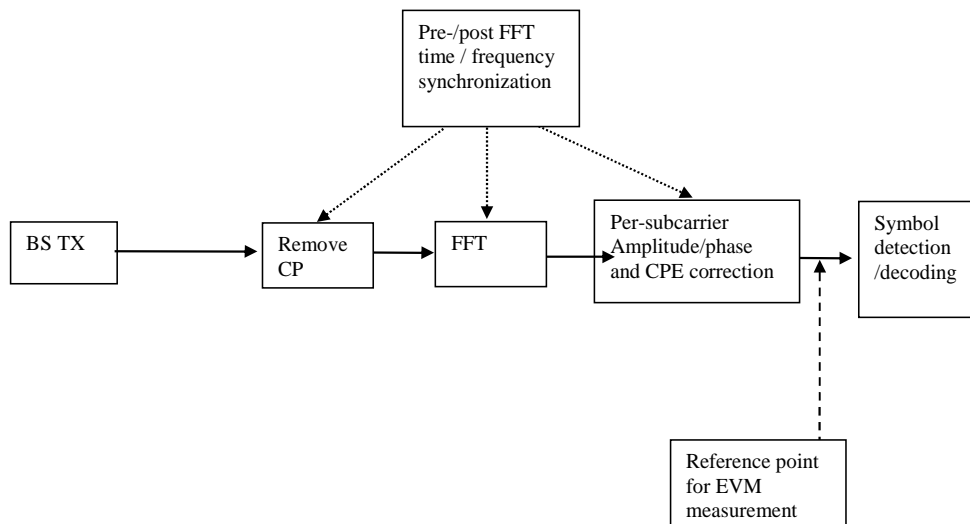 Pre-/post FFT
time / frequency
synchronization
BS TX
Remove
CP
FFT
Per-subcarrier
Amplitude/phase
and CPE correction
Symbol
detection
/decoding
Reference point
for EVM
measurement